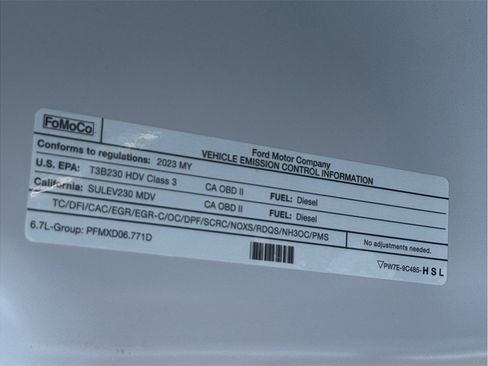 FoMoCo
Ford Motor Company
VEHICLE EMISSION CONTROL INFORMATION
Conforms to regulations: 2023 MY
U.S. EPA: T3B230 HDV Class 3 CA OBD II FUEL: Diesel
California: SULEV230 MDV CA OBD II FUEL: Diesel
TC/DFI/CAC/EGR/EGR-C/OC/DPF/SCRC/NOXS/RDQS/NH3OC/PMS
No adjustments needed.
6.7L-Group: PFMXD06.771D
▽PW7E-9C485-HSL